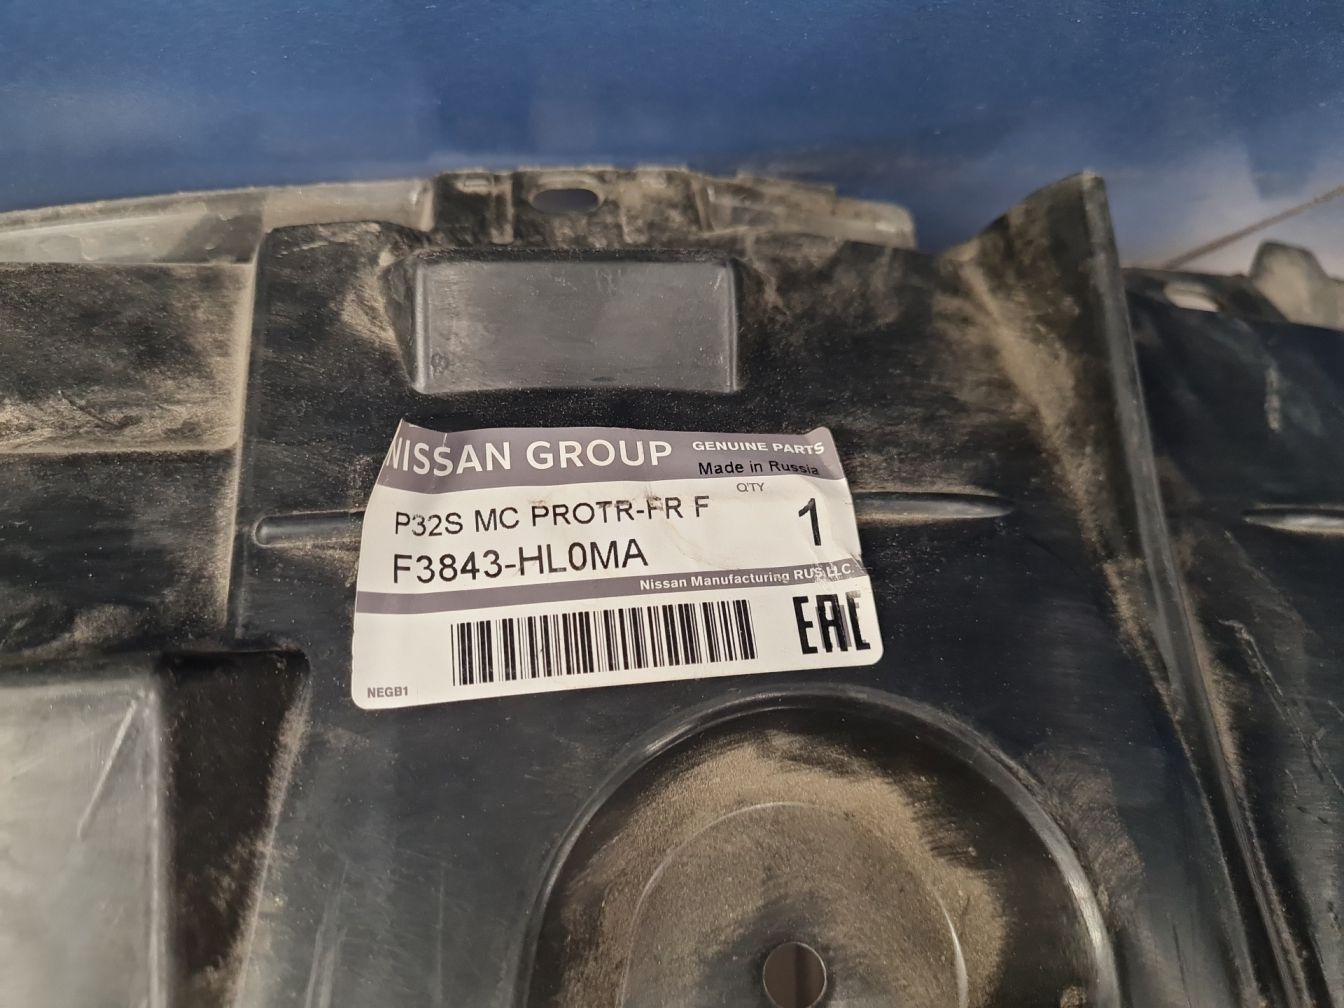 NISSAN GROUP GENUINE PARTS
Made in Russia
QTY
P32S MC PROTR-FR F 1
F3843-HL0MA
Nissan Manufacturing RUS LLC.
EAC
NEGB1